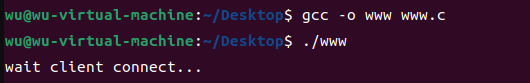 wu@wu-virtual-machine:~/Desktop$ gcc -o www www.c
wu@wu-virtual-machine:~/Desktop$ ./www
wait client connect...